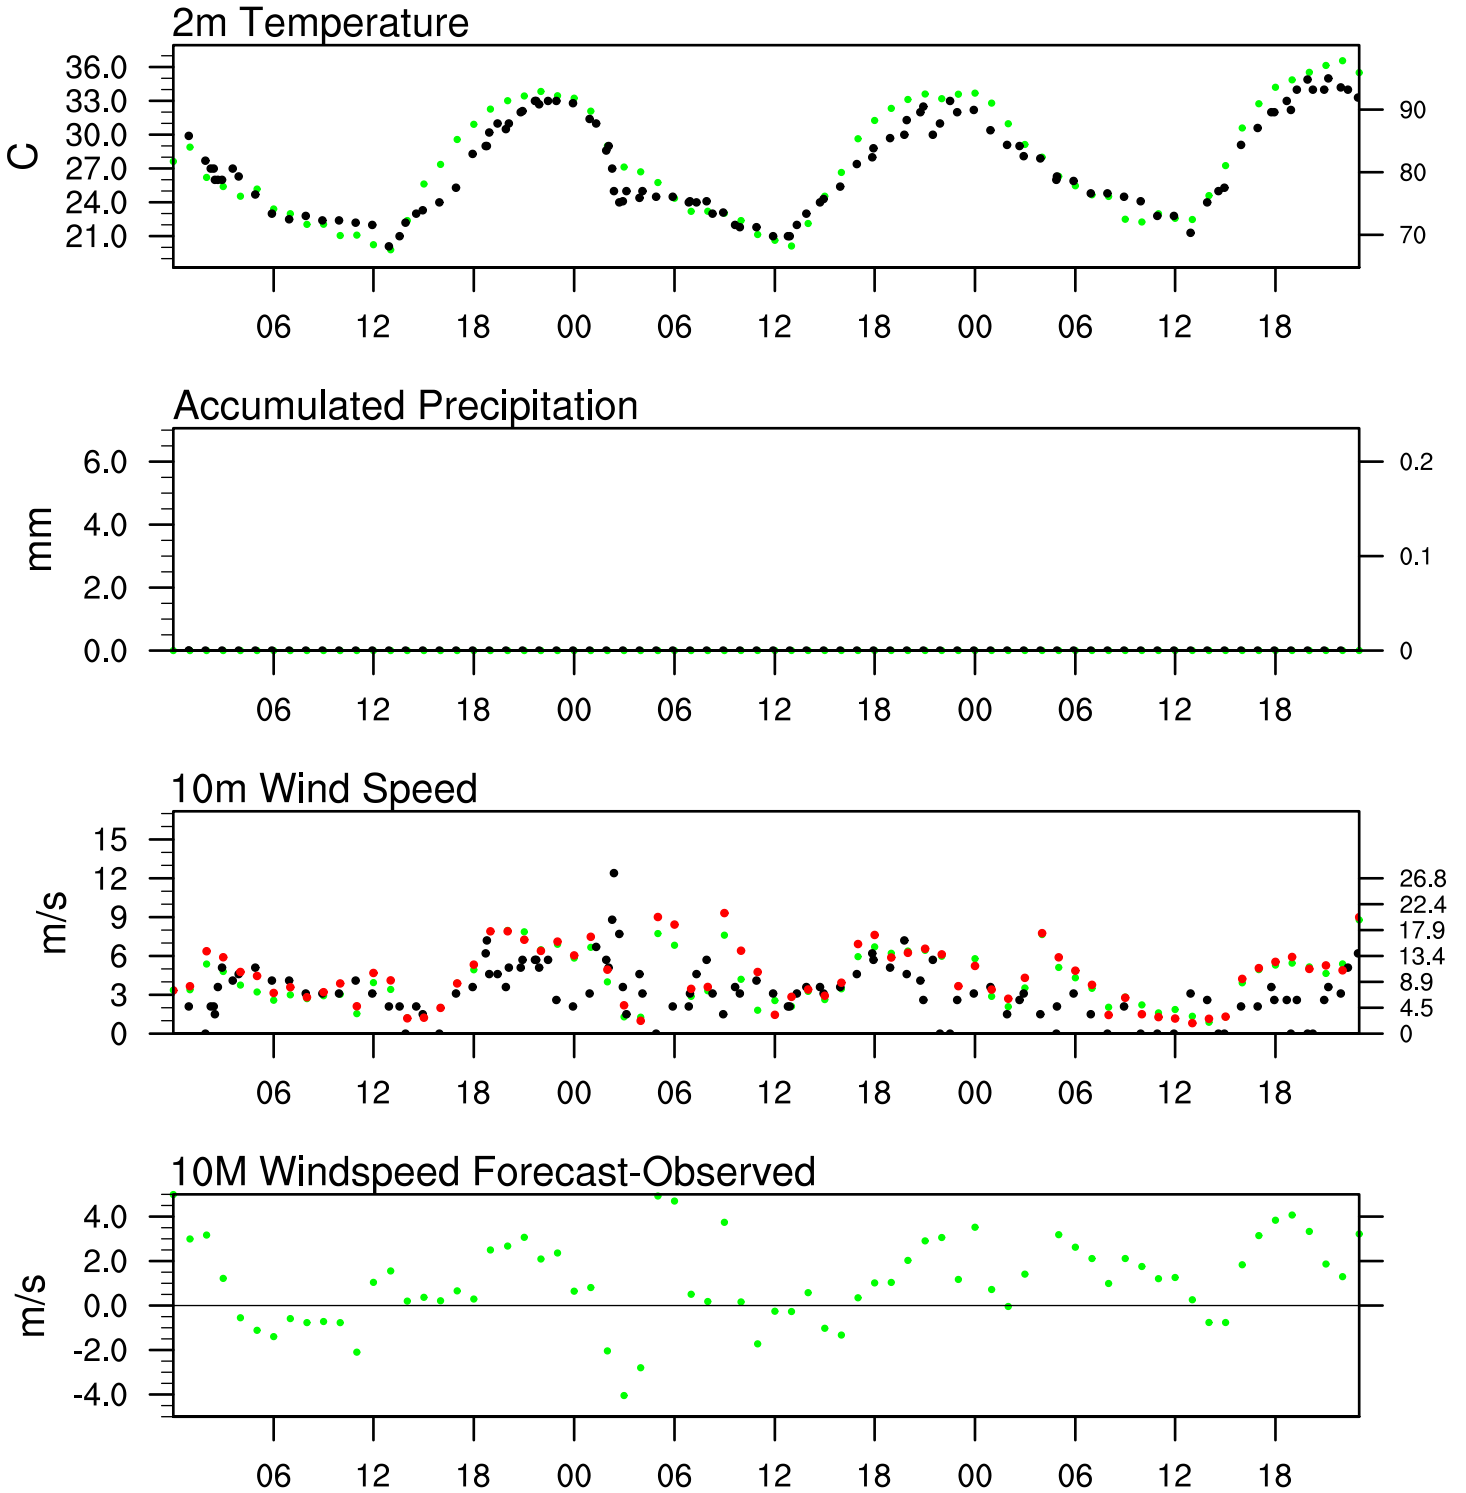 2m Temperature
36.0
33.0
30.0
27.0
24.0
21.0
C
90
80
70
06 12 18 00 06 12 18 00 06 12 18
Accumulated Precipitation
6.0
4.0
2.0
0.0
mm
0.2
0.1
0
06 12 18 00 06 12 18 00 06 12 18
10m Wind Speed
15
12
9
6
3
0
m/s
26.8
22.4
17.9
13.4
8.9
4.5
0
06 12 18 00 06 12 18 00 06 12 18
10M Windspeed Forecast-Observed
4.0
2.0
0.0
-2.0
-4.0
m/s
06 12 18 00 06 12 18 00 06 12 18